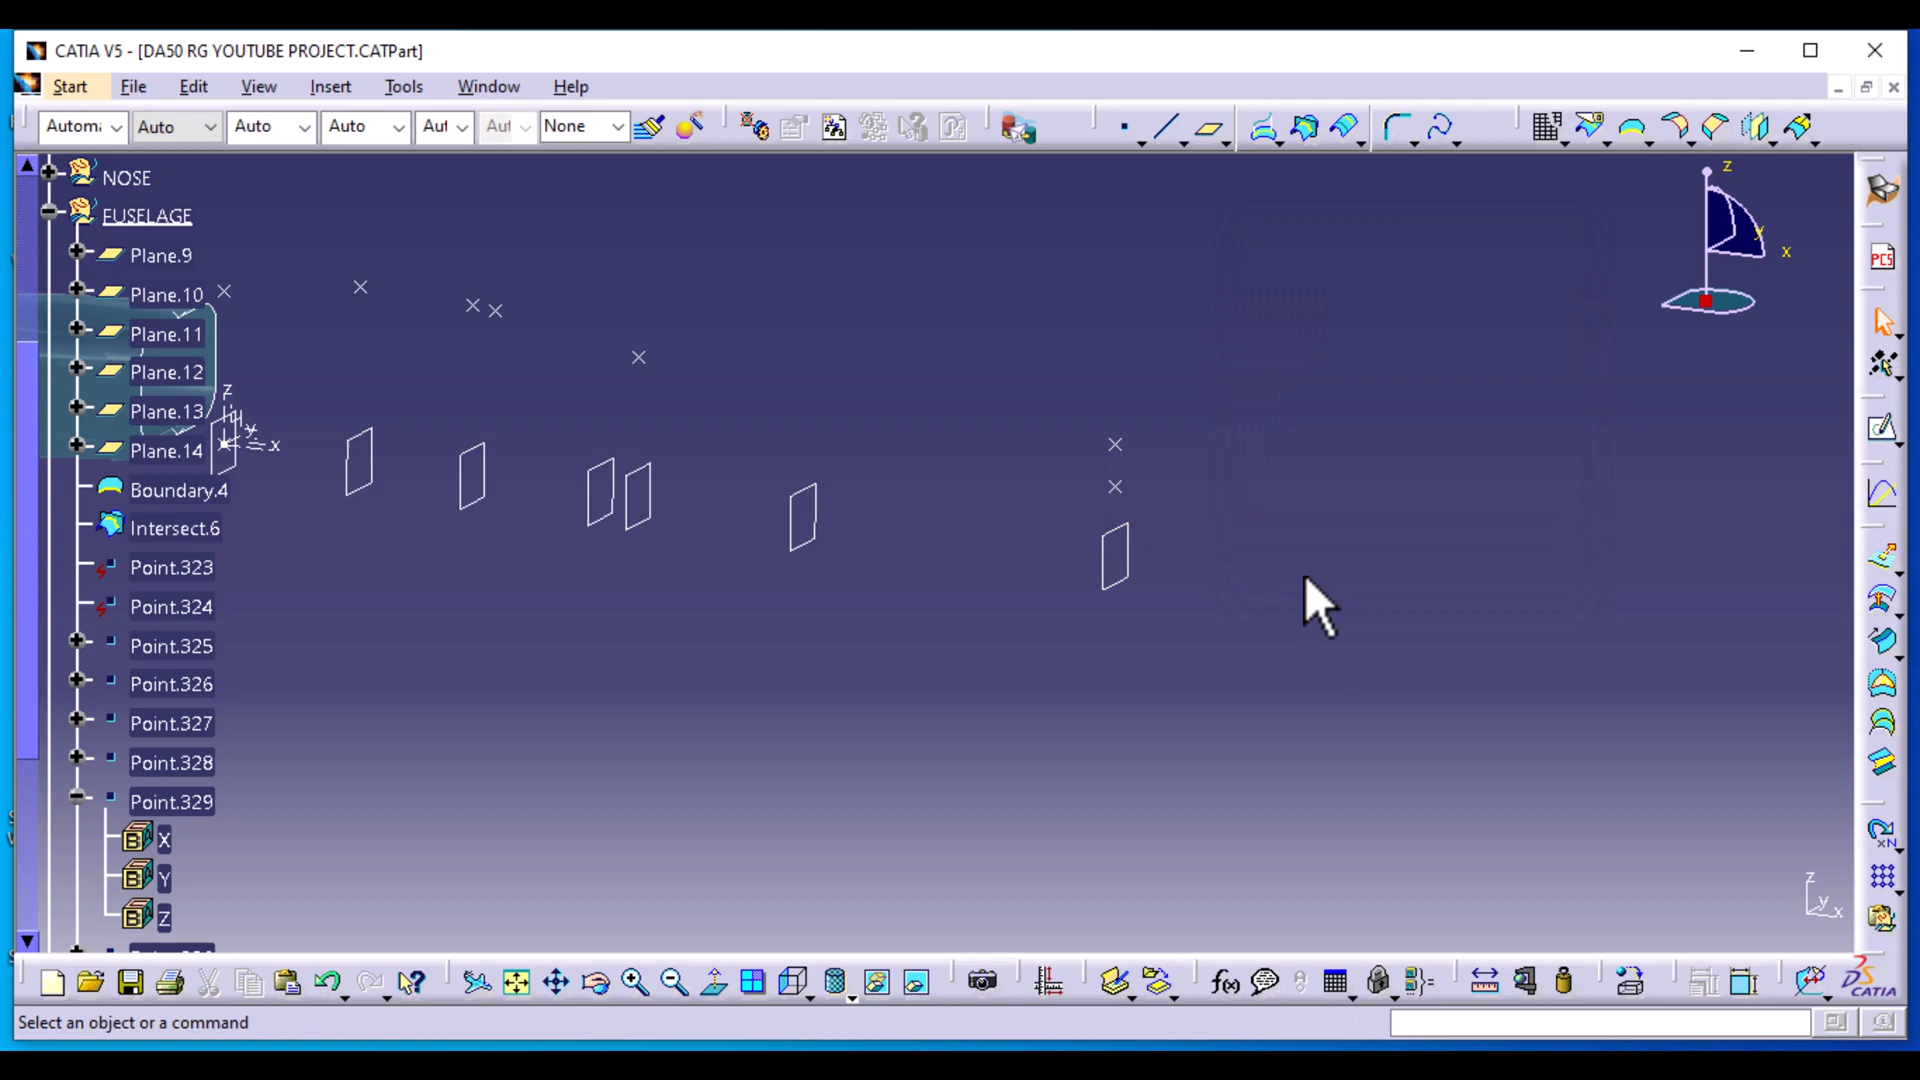 CATIA V5 - [DA50 RG YOUTUBE PROJECT.CATPart]
Start File Edit View Insert Tools Window Help
Auto Auto Auto None
NOSE
FUSELAGE
Plane.9
Plane.10
Plane.11
Plane.12
Plane.13
Plane.14
Boundary.4
Intersect.6
Point.323
Point.324
Point.325
Point.326
Point.327
Point.328
Point.329
X
Y
Z
z
y
x
z
y
x
z
y
x
PCS
f(x)
CATIA
Select an object or a command